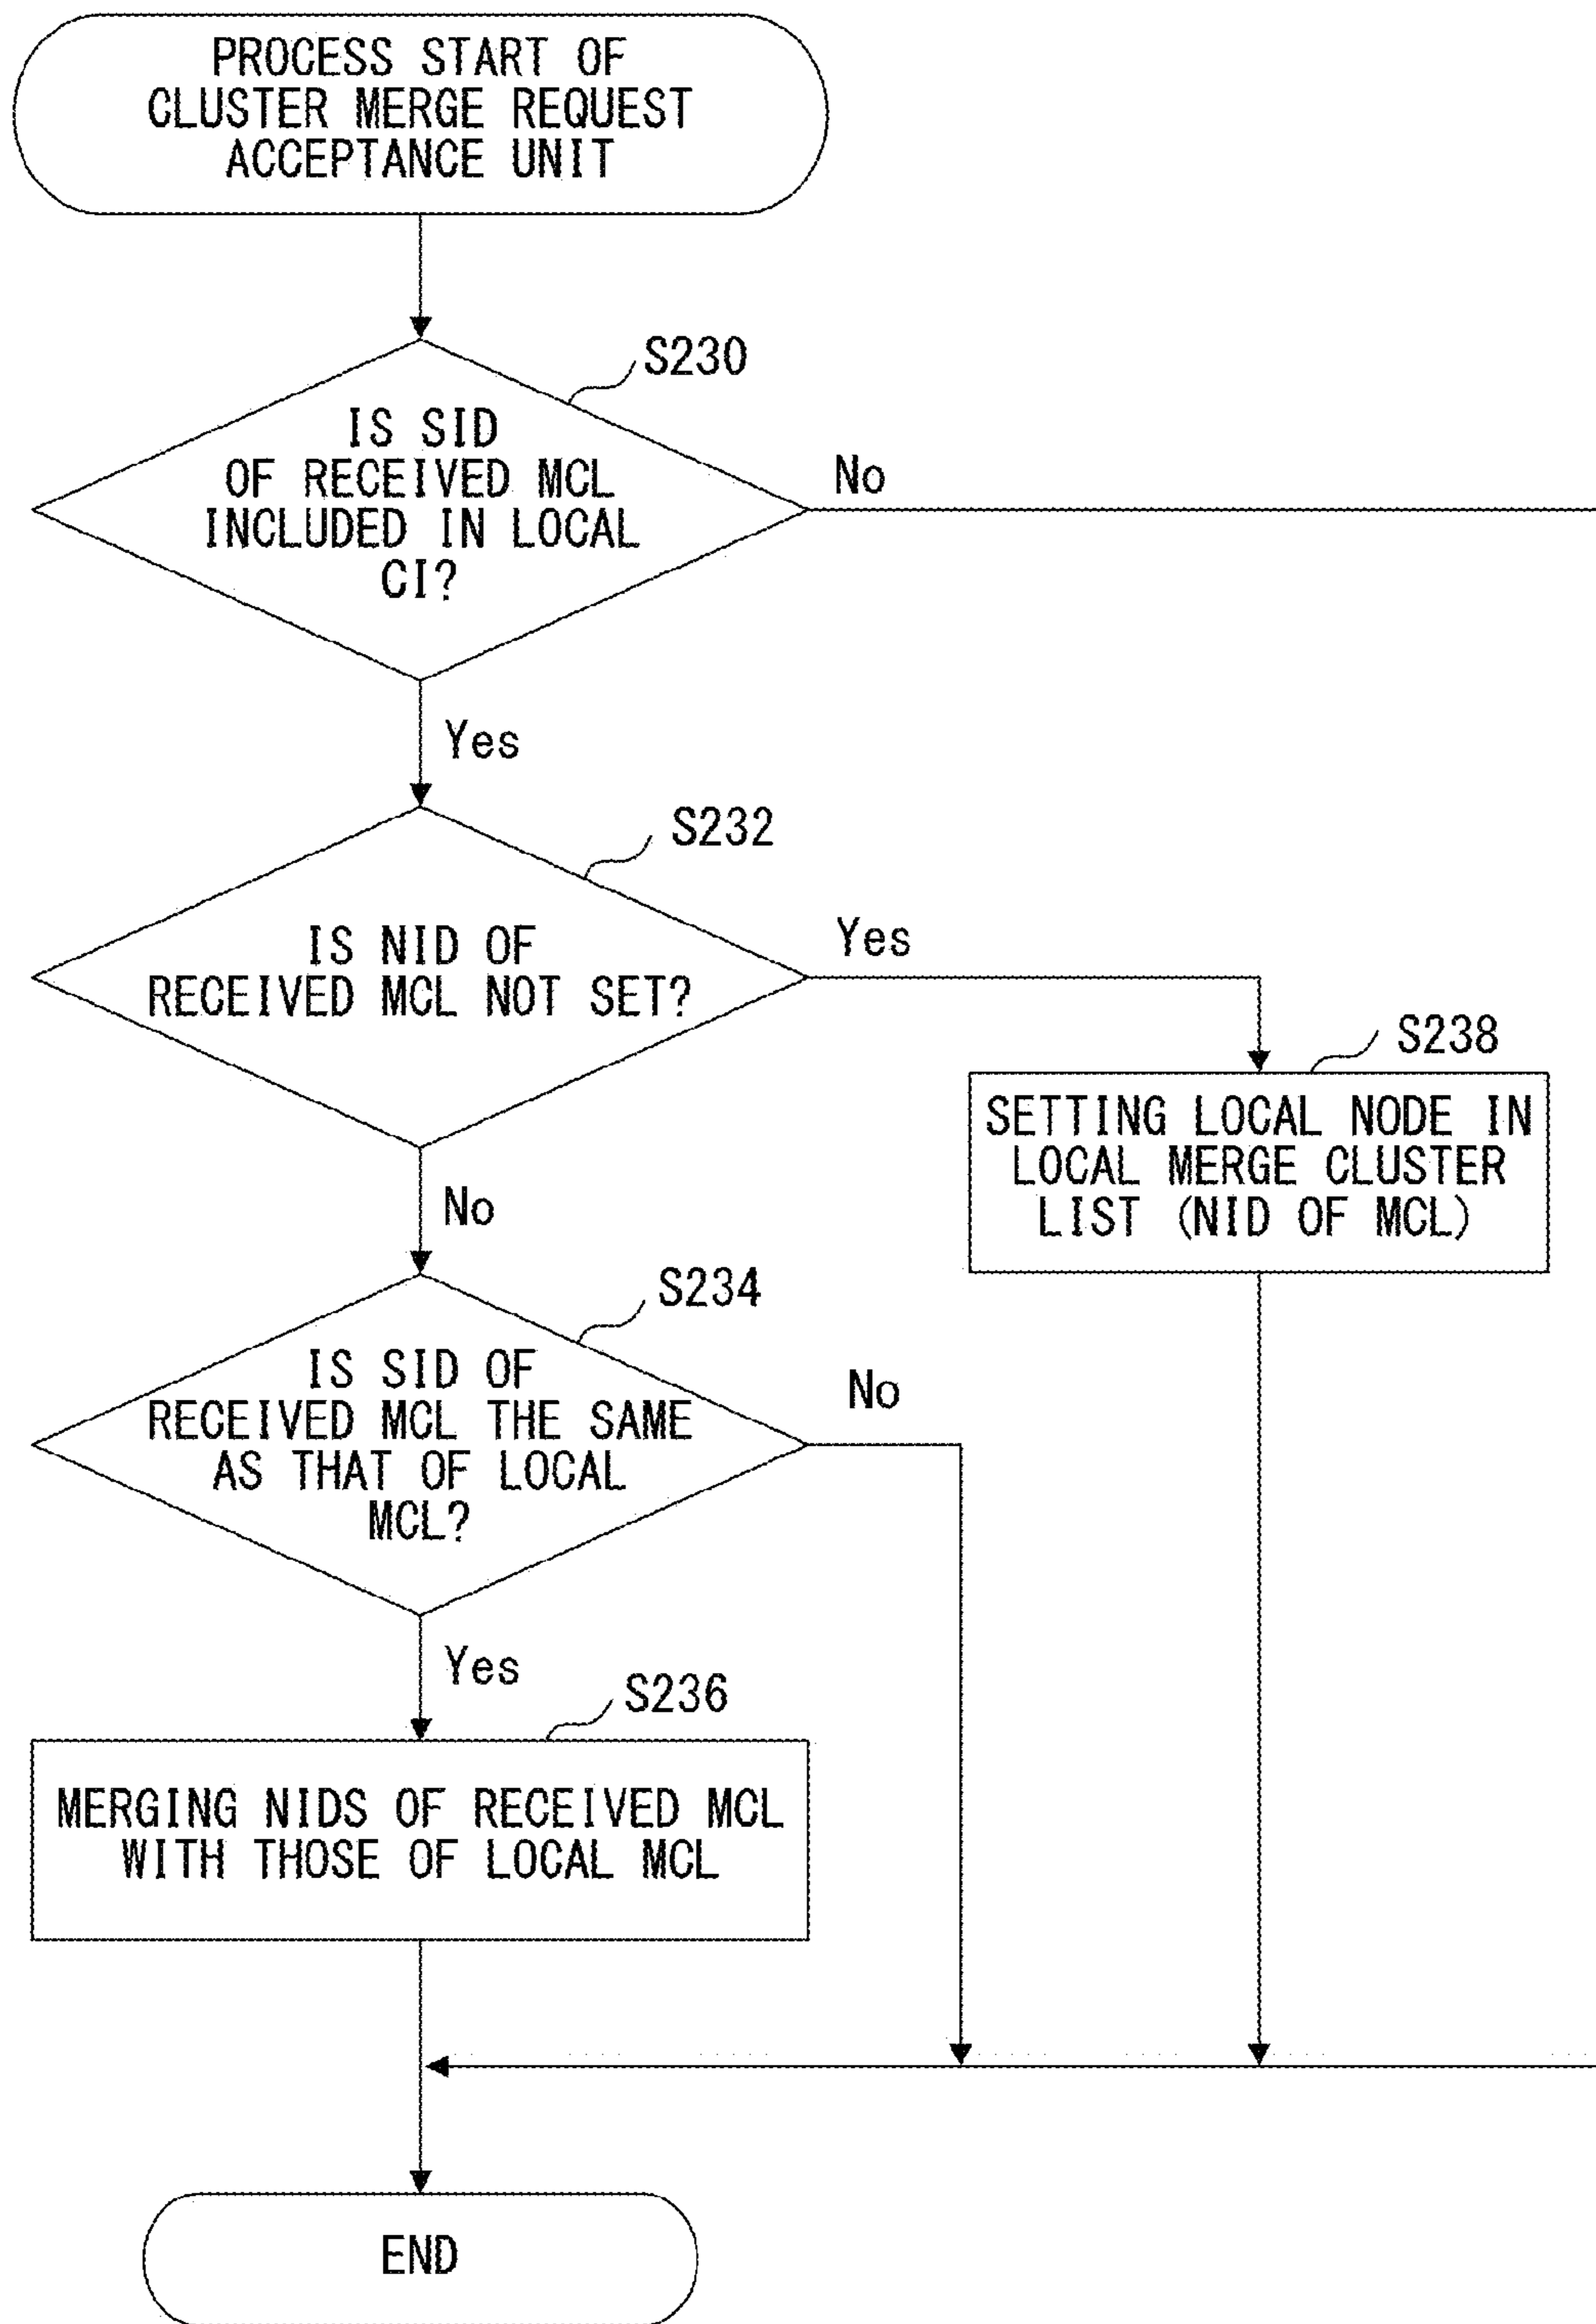 PROCESS START OF
CLUSTER MERGE REQUEST
ACCEPTANCE UNIT
S230
IS SID
OF RECEIVED MCL
INCLUDED IN LOCAL
CI?
No
Yes
S232
IS NID OF
RECEIVED MCL NOT SET?
Yes
No
S238
SETTING LOCAL NODE IN
LOCAL MERGE CLUSTER
LIST (NID OF MCL)
S234
IS SID OF
RECEIVED MCL THE SAME
AS THAT OF LOCAL
MCL?
No
Yes
S236
MERGING NIDS OF RECEIVED MCL
WITH THOSE OF LOCAL MCL
END